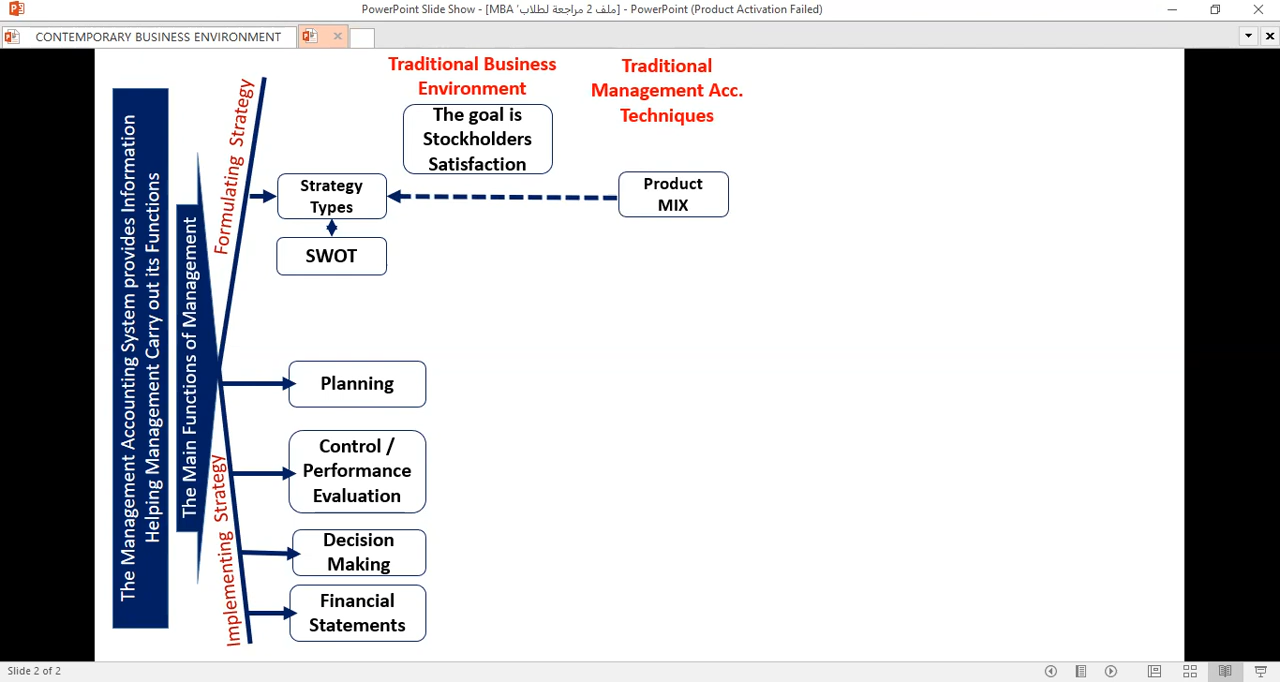 PowerPoint Slide Show - [MBA 'ملف 2 مراجعة لطلاب] - PowerPoint (Product Activation Failed)
CONTEMPORARY BUSINESS ENVIRONMENT
The Management Accounting System provides Information
Helping Management Carry out its Functions
The Main Functions of Management
Formulating Strategy
Implementing Strategy
Traditional Business
Environment
Traditional
Management Acc.
Techniques
The goal is
Stockholders
Satisfaction
Strategy
Types
Product
MIX
SWOT
Planning
Control /
Performance
Evaluation
Decision
Making
Financial
Statements
Slide 2 of 2